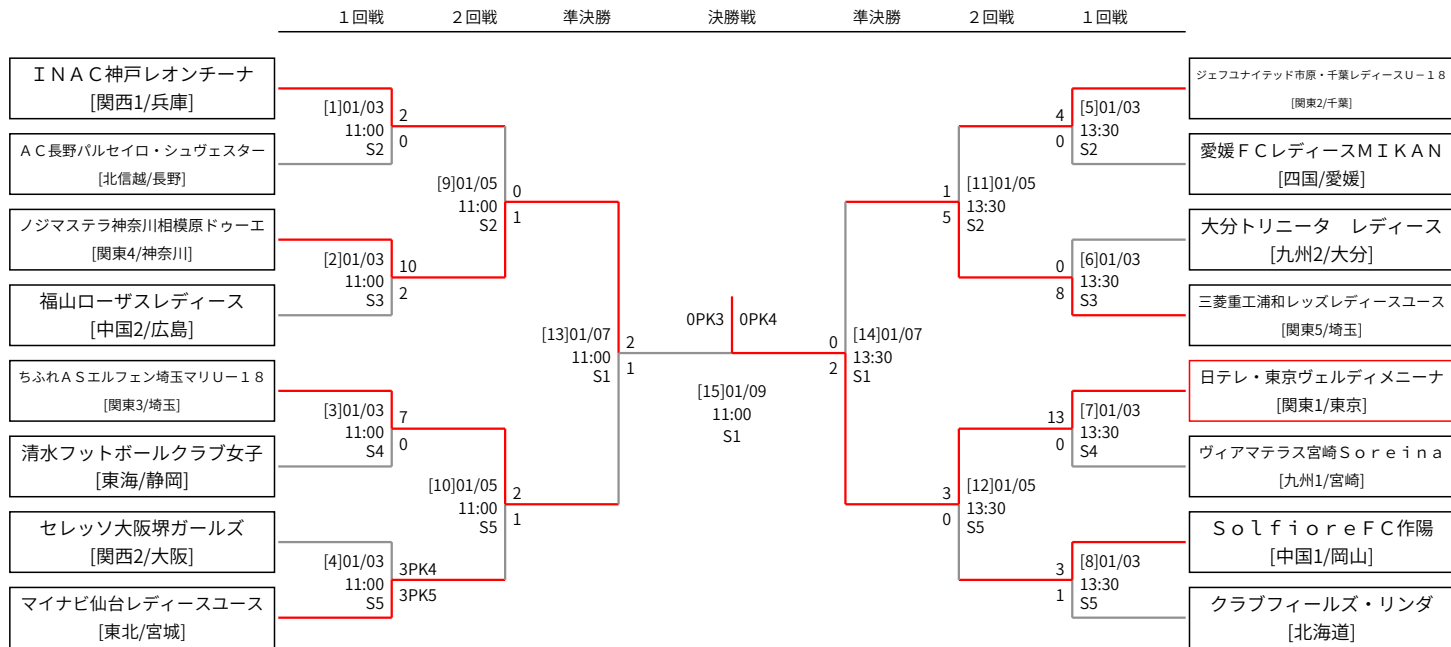 １回戦
２回戦
準決勝
決勝戦
準決勝
２回戦
１回戦
ＩＮＡＣ神戸レオンチーナ
[関西1/兵庫]
ＡＣ長野パルセイロ・シュヴェスター
[北信越/長野]
ノジマステラ神奈川相模原ドゥーエ
[関東4/神奈川]
福山ローザスレディース
[中国2/広島]
ちふれＡＳエルフェン埼玉マリＵー１８
[関東3/埼玉]
清水フットボールクラブ女子
[東海/静岡]
セレッソ大阪堺ガールズ
[関西2/大阪]
マイナビ仙台レディースユース
[東北/宮城]
[1]01/03
11:00
S2
2
0
[2]01/03
11:00
S3
10
2
[3]01/03
11:00
S4
7
0
[4]01/03
11:00
S5
3PK4
3PK5
[9]01/05
11:00
S2
0
1
[10]01/05
11:00
S5
2
1
[13]01/07
11:00
S1
2
1
0PK3
0PK4
[15]01/09
11:00
S1
0
2
[14]01/07
13:30
S1
1
5
[11]01/05
13:30
S2
3
0
[12]01/05
13:30
S5
4
0
[5]01/03
13:30
S2
0
8
[6]01/03
13:30
S3
13
0
[7]01/03
13:30
S4
3
1
[8]01/03
13:30
S5
ジェフユナイテッド市原・千葉レディースＵ－１８
[関東2/千葉]
愛媛ＦＣレディースＭＩＫＡＮ
[四国/愛媛]
大分トリニータ　レディース
[九州2/大分]
三菱重工浦和レッズレディースユース
[関東5/埼玉]
日テレ・東京ヴェルディメニーナ
[関東1/東京]
ヴィアマテラス宮崎Ｓｏｒｅｉｎａ
[九州1/宮崎]
ＳｏｌｆｉｏｒｅＦＣ作陽
[中国1/岡山]
クラブフィールズ・リンダ
[北海道]